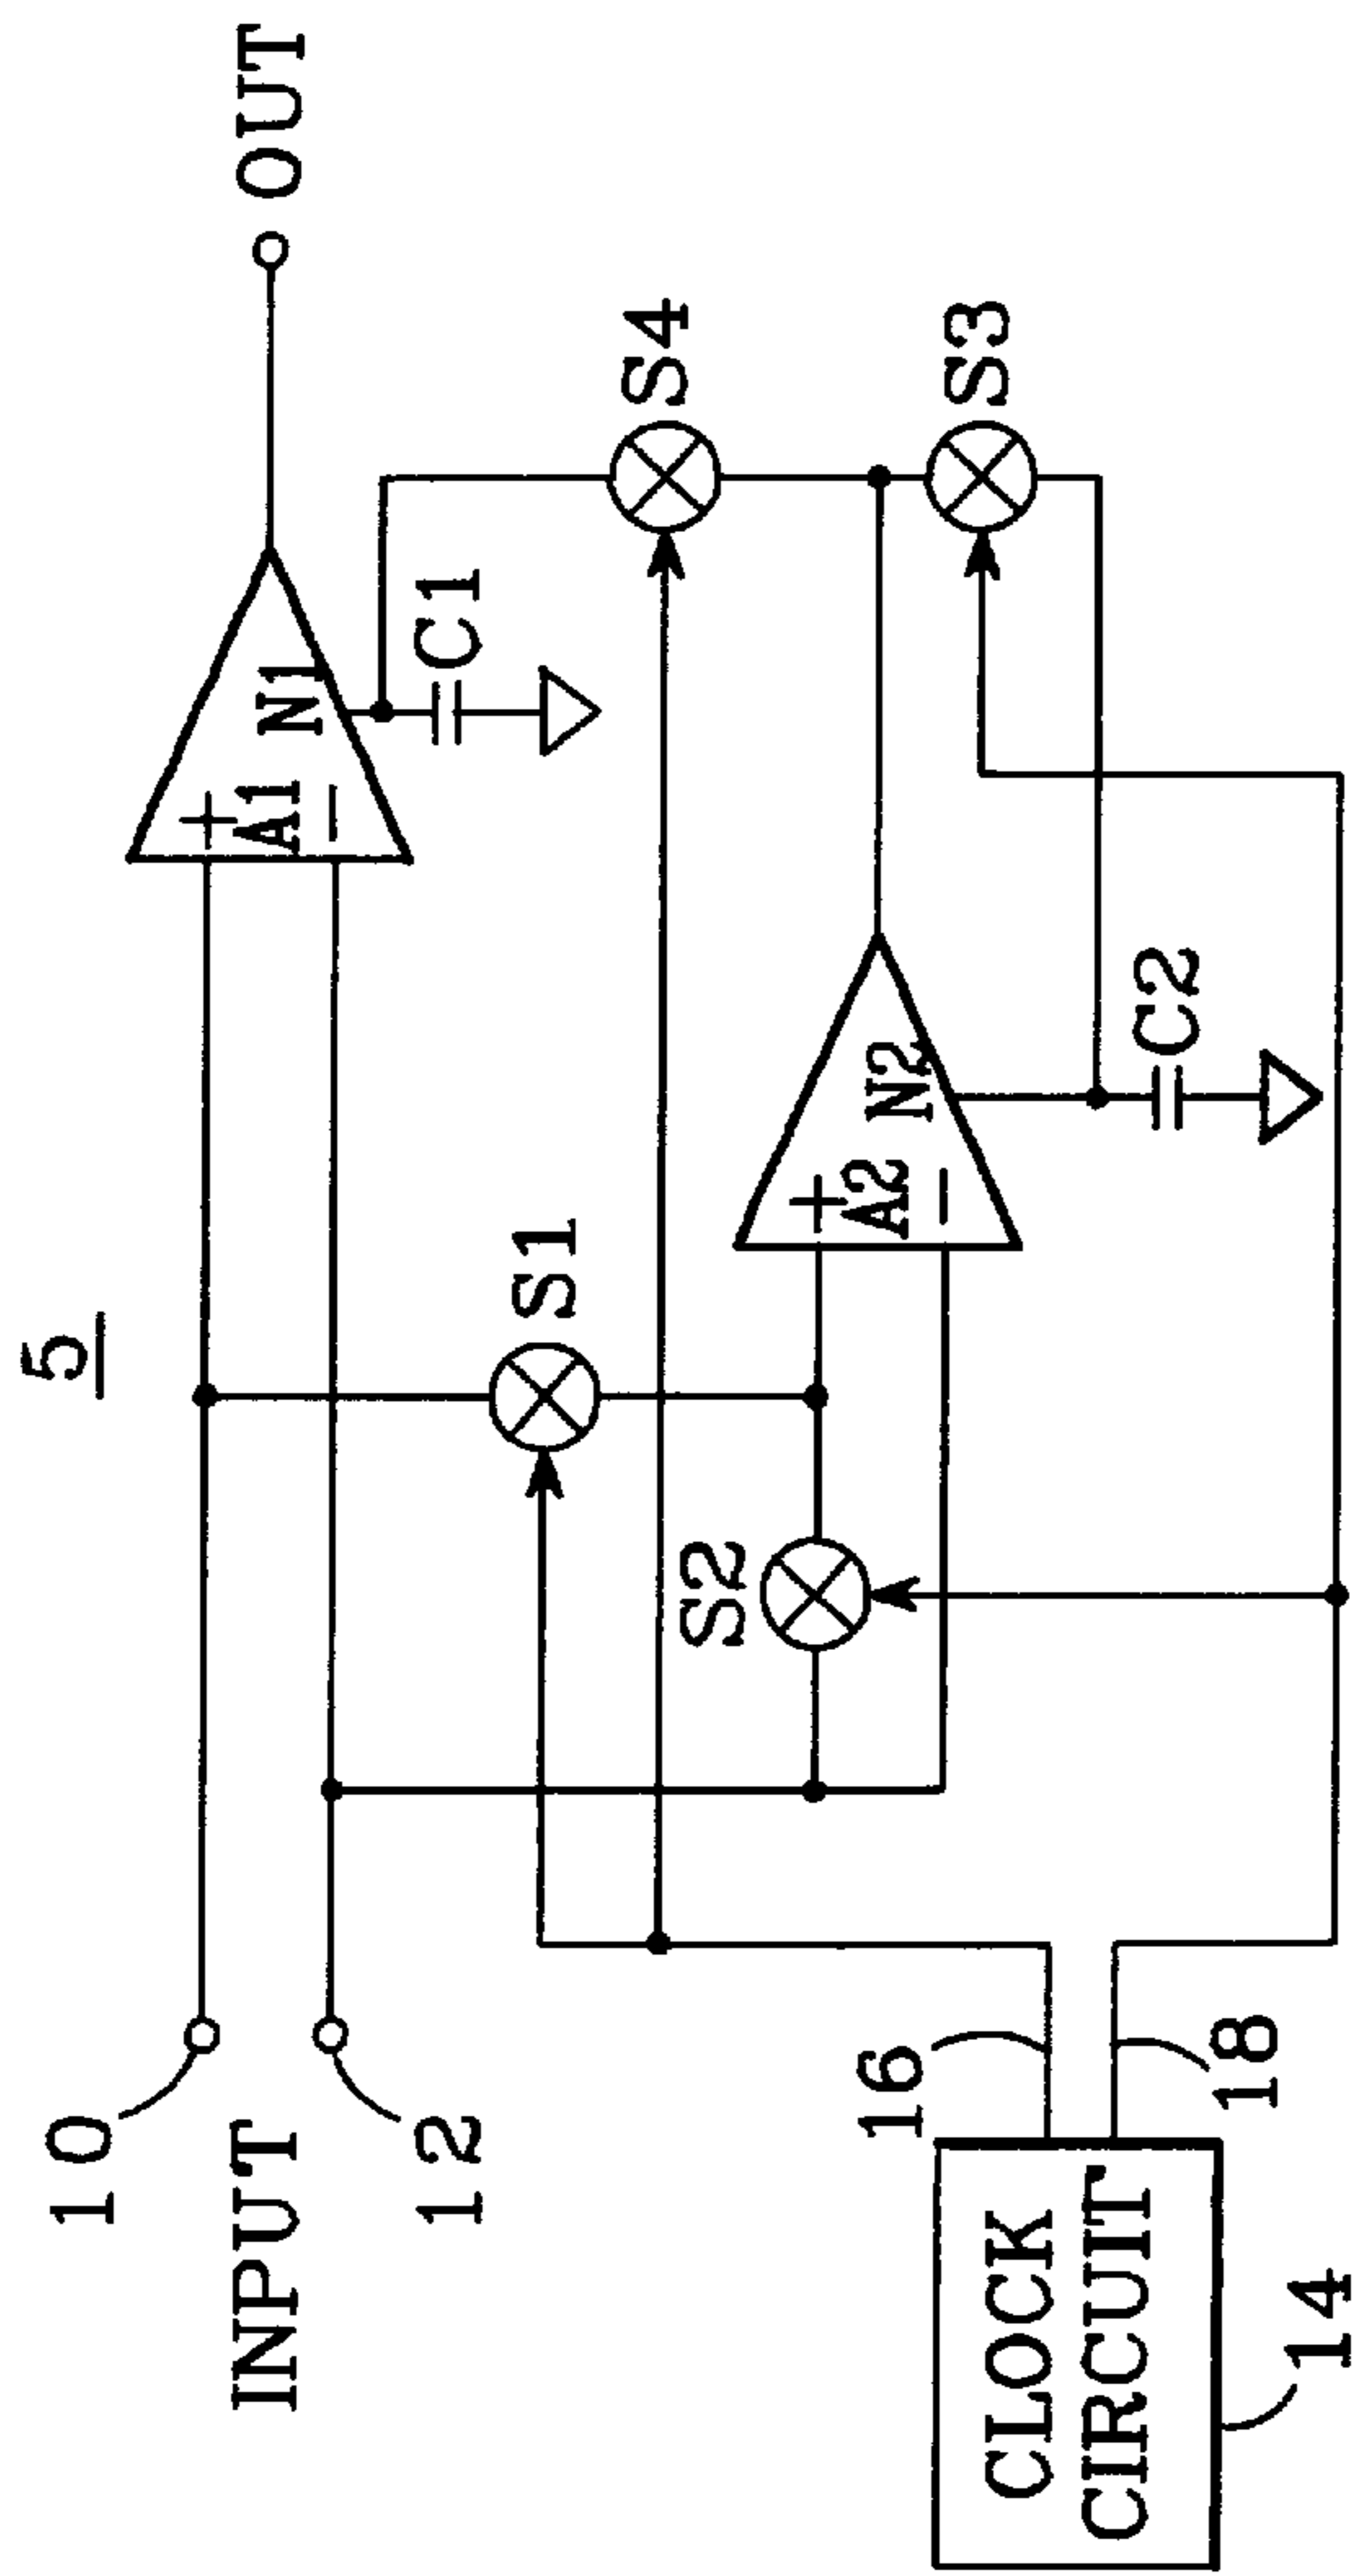 5
10
INPUT
12
+
A1
−
N1
OUT
C1
S1
S4
S2
+
A2
−
N2
S3
C2
16
18
CLOCK
CIRCUIT
14